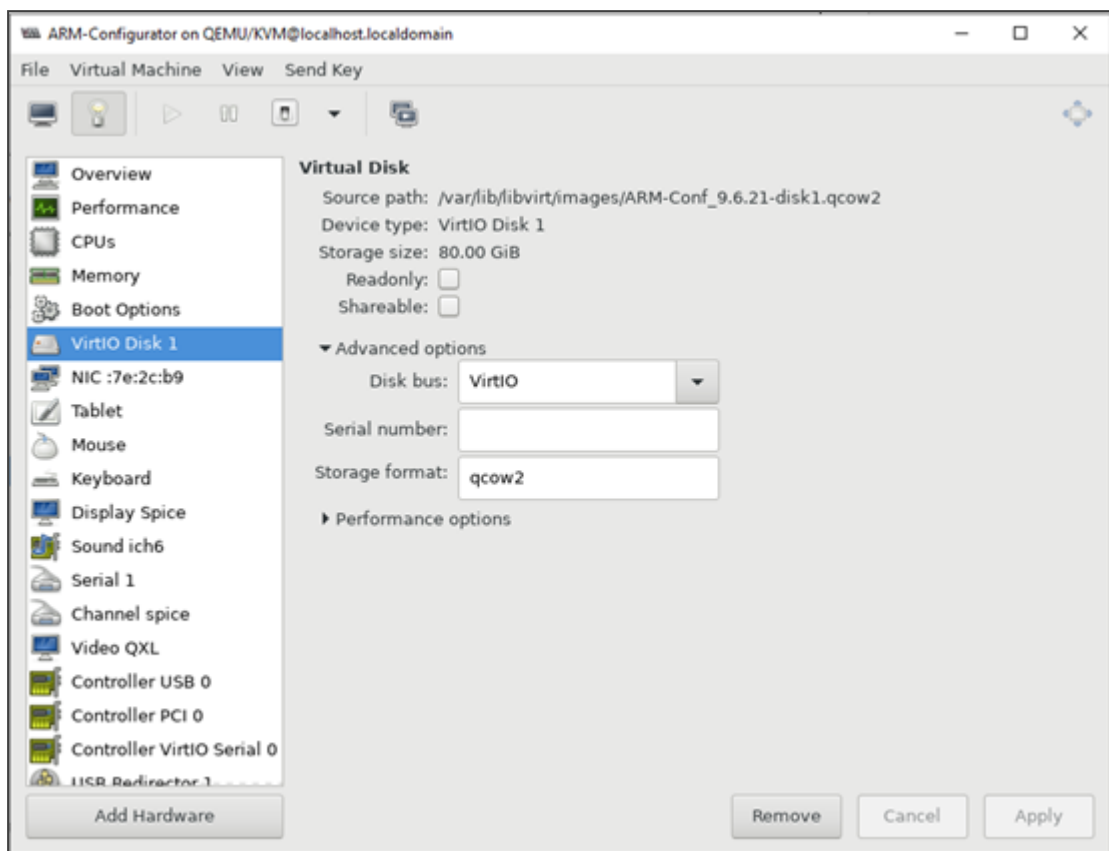 ARM-Configurator on QEMU/KVM@localhost.localdomain
File Virtual Machine View Send Key
Overview
Performance
CPUs
Memory
Boot Options
VirtIO Disk 1
NIC :7e:2c:b9
Tablet
Mouse
Keyboard
Display Spice
Sound ich6
Serial 1
Channel spice
Video QXL
Controller USB 0
Controller PCI 0
Controller VirtIO Serial 0
USB Redirector 1
Add Hardware
Virtual Disk
Source path: /var/lib/libvirt/images/ARM-Conf_9.6.21-disk1.qcow2
Device type: VirtIO Disk 1
Storage size: 80.00 GiB
Readonly:
Shareable:
Advanced options
Disk bus: VirtIO
Serial number:
Storage format: qcow2
Performance options
Remove Cancel Apply